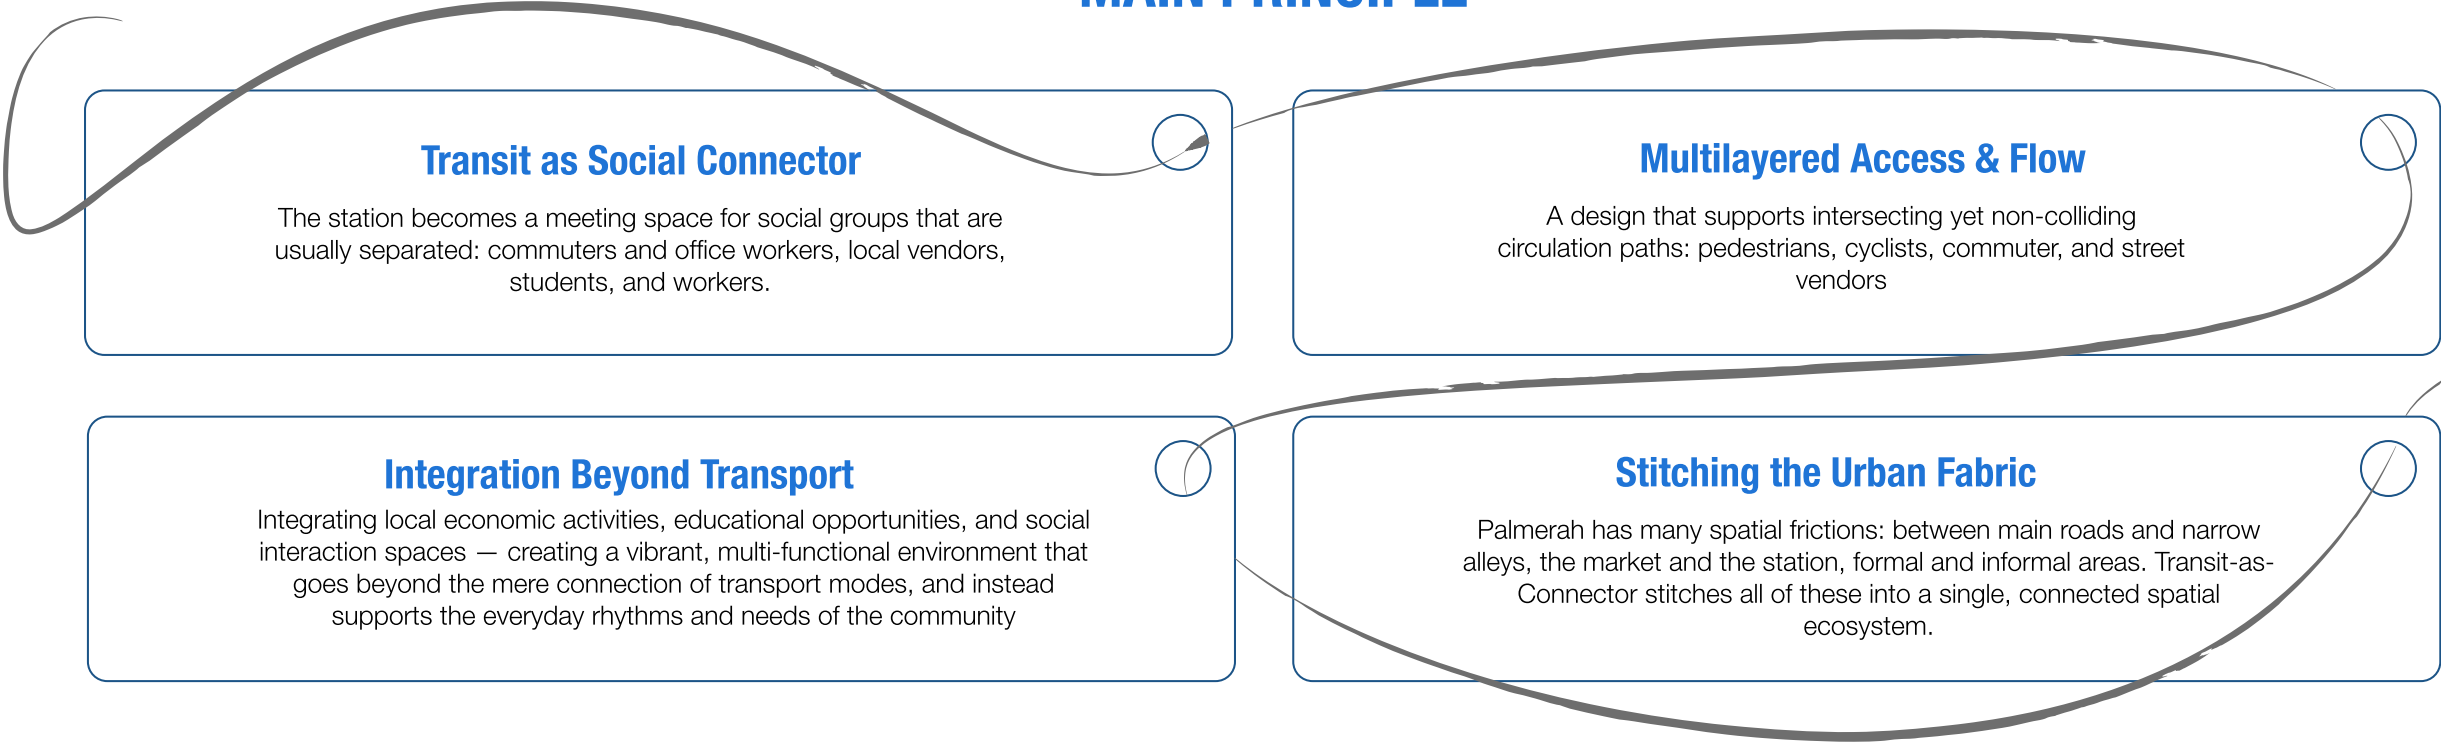 MAIN PRINCIPLE
Transit as Social Connector
The station becomes a meeting space for social groups that are
usually separated: commuters and office workers, local vendors,
students, and workers.
Multilayered Access & Flow
A design that supports intersecting yet non-colliding
circulation paths: pedestrians, cyclists, commuter, and street
vendors
Integration Beyond Transport
Integrating local economic activities, educational opportunities, and social
interaction spaces — creating a vibrant, multi-functional environment that
goes beyond the mere connection of transport modes, and instead
supports the everyday rhythms and needs of the community
Stitching the Urban Fabric
Palmerah has many spatial frictions: between main roads and narrow
alleys, the market and the station, formal and informal areas. Transit-as-
Connector stitches all of these into a single, connected spatial
ecosystem.